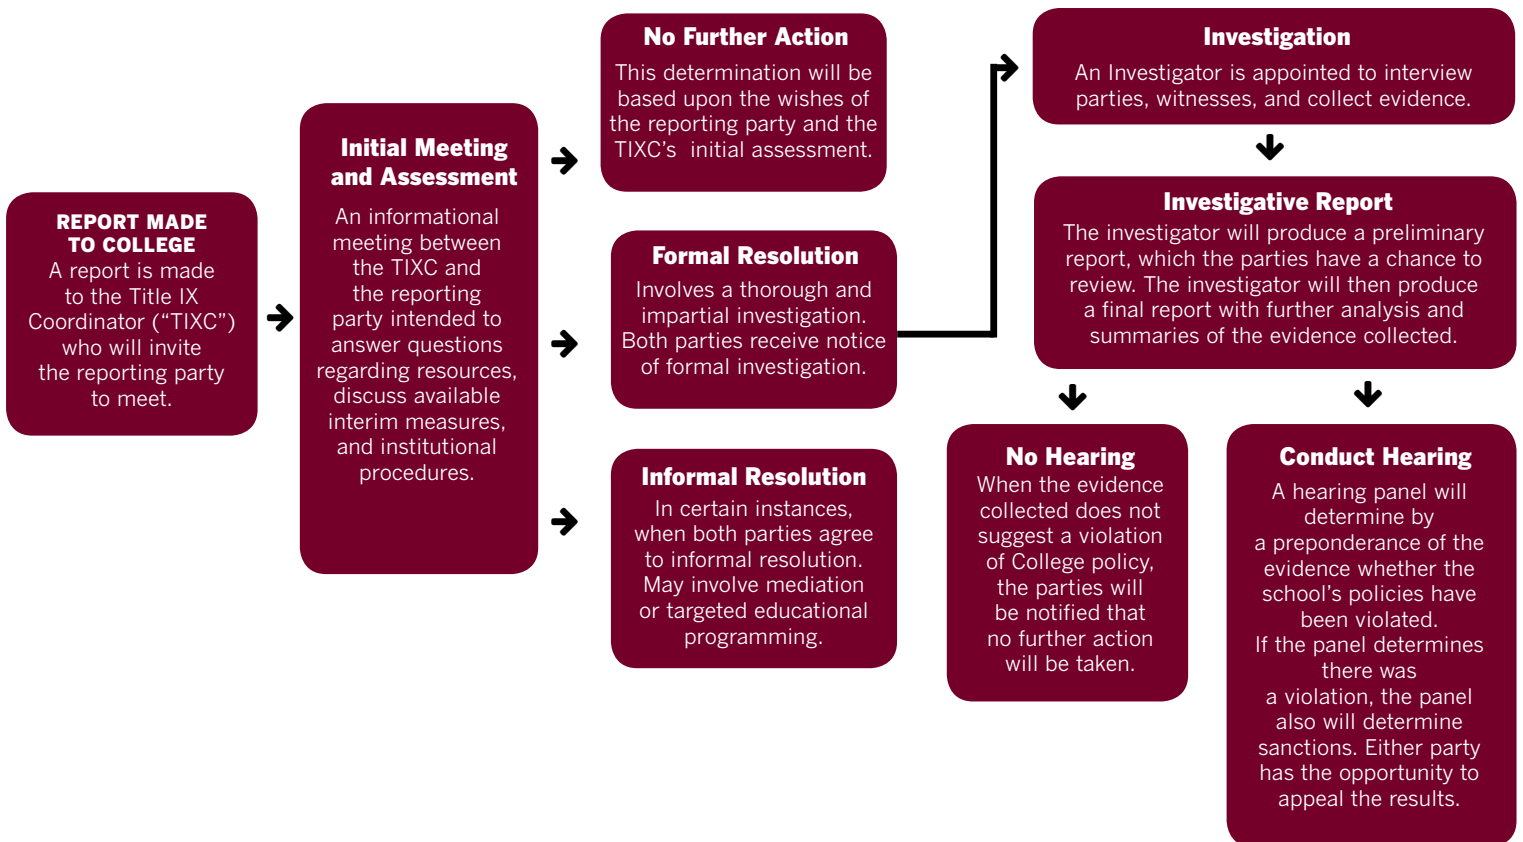 REPORT MADE
TO COLLEGE
A report is made
to the Title IX
Coordinator (“TIXC”)
who will invite
the reporting party
to meet.
Initial Meeting
and Assessment
An informational
meeting between
the TIXC and
the reporting
party intended to
answer questions
regarding resources,
discuss available
interim measures,
and institutional
procedures.
No Further Action
This determination will be
based upon the wishes of
the reporting party and the
TIXC’s initial assessment.
Formal Resolution
Involves a thorough and
impartial investigation.
Both parties receive notice
of formal investigation.
Informal Resolution
In certain instances,
when both parties agree
to informal resolution.
May involve mediation
or targeted educational
programming.
Investigation
An Investigator is appointed to interview
parties, witnesses, and collect evidence.
Investigative Report
The investigator will produce a preliminary
report, which the parties have a chance to
review. The investigator will then produce
a final report with further analysis and
summaries of the evidence collected.
No Hearing
When the evidence
collected does not
suggest a violation
of College policy,
the parties will
be notified that
no further action
will be taken.
Conduct Hearing
A hearing panel will
determine by
a preponderance of the
evidence whether the
school’s policies have
been violated.
If the panel determines
there was
a violation, the panel
also will determine
sanctions. Either party
has the opportunity to
appeal the results.